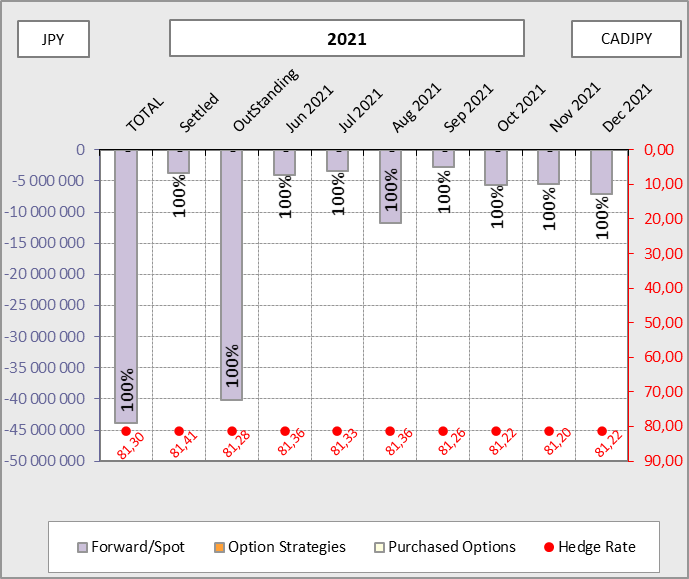 JPY 2021 CADJPY
TOTAL Settled OutStanding Jun 2021 Jul 2021 Aug 2021 Sep 2021 Oct 2021 Nov 2021 Dec 2021
0 0,00
-5 000 000 10,00
-10 000 000 20,00
-15 000 000 30,00
-20 000 000 40,00
-25 000 000 50,00
-30 000 000 60,00
-35 000 000 70,00
-40 000 000 80,00
-45 000 000 90,00
-50 000 000
100% 100% 100% 100% 100% 100% 100% 100% 100% 100%
81,30 81,41 81,28 81,36 81,33 81,36 81,26 81,22 81,20 81,22
Forward/Spot Option Strategies Purchased Options Hedge Rate